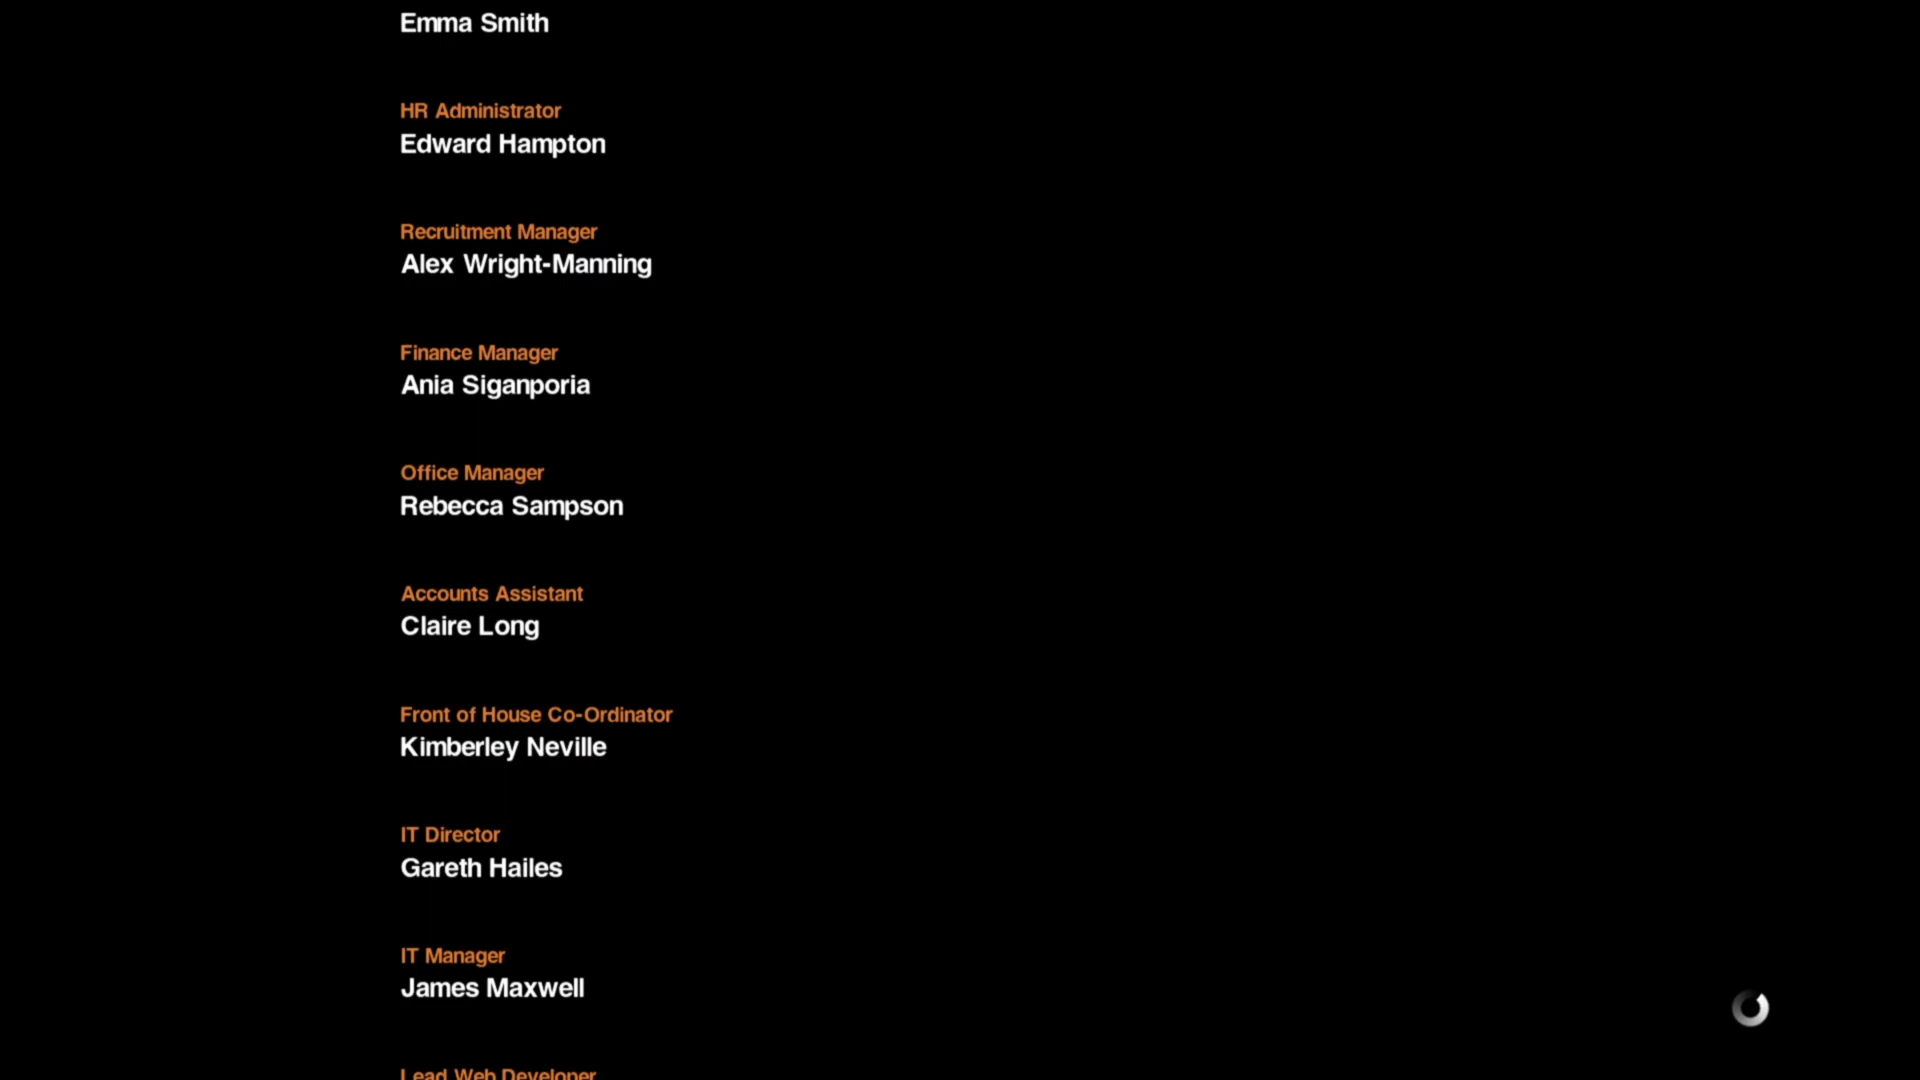 Emma Smith
HR Administrator
Edward Hampton
Recruitment Manager
Alex Wright-Manning
Finance Manager
Ania Siganporia
Office Manager
Rebecca Sampson
Accounts Assistant
Claire Long
Front of House Co-Ordinator
Kimberley Neville
IT Director
Gareth Hailes
IT Manager
James Maxwell
Lead Web Developer